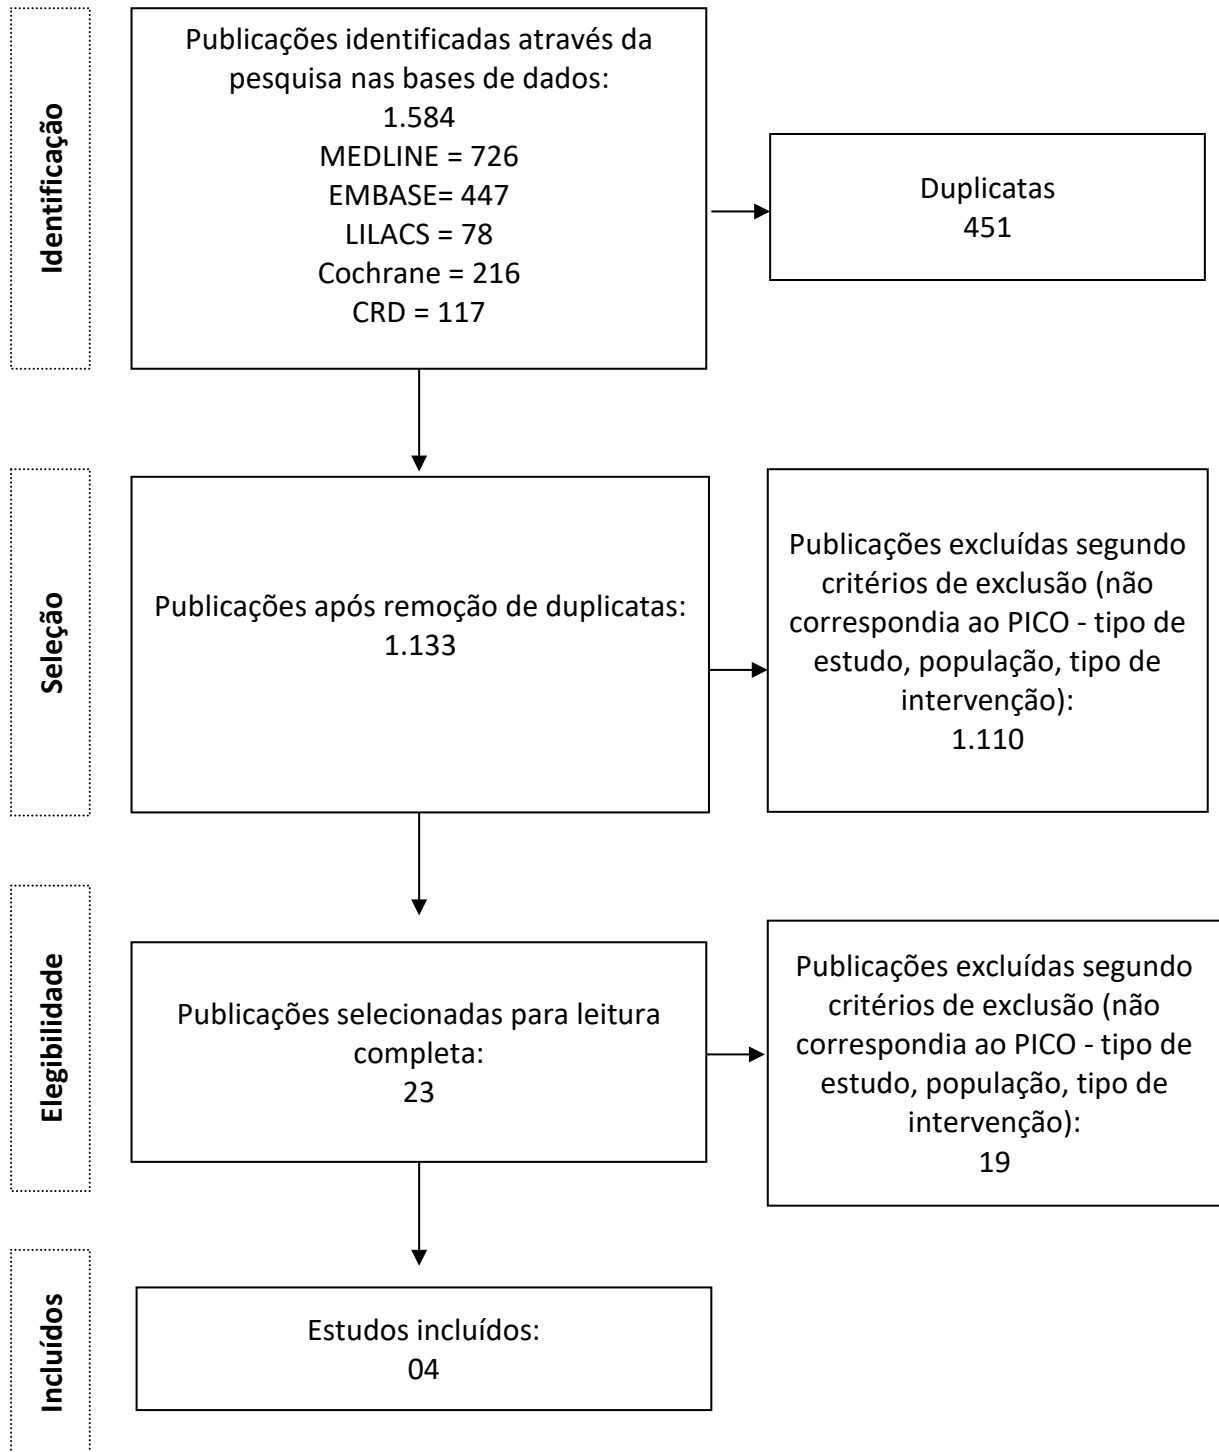 Identificação
Publicações identificadas através da
pesquisa nas bases de dados:
1.584
MEDLINE = 726
EMBASE= 447
LILACS = 78
Cochrane = 216
CRD = 117
Duplicatas
451
Seleção
Publicações após remoção de duplicatas:
1.133
Publicações excluídas segundo
critérios de exclusão (não
correspondia ao PICO - tipo de
estudo, população, tipo de
intervenção):
1.110
Elegibilidade
Publicações selecionadas para leitura
completa:
23
Publicações excluídas segundo
critérios de exclusão (não
correspondia ao PICO - tipo de
estudo, população, tipo de
intervenção):
19
Incluídos
Estudos incluídos:
04